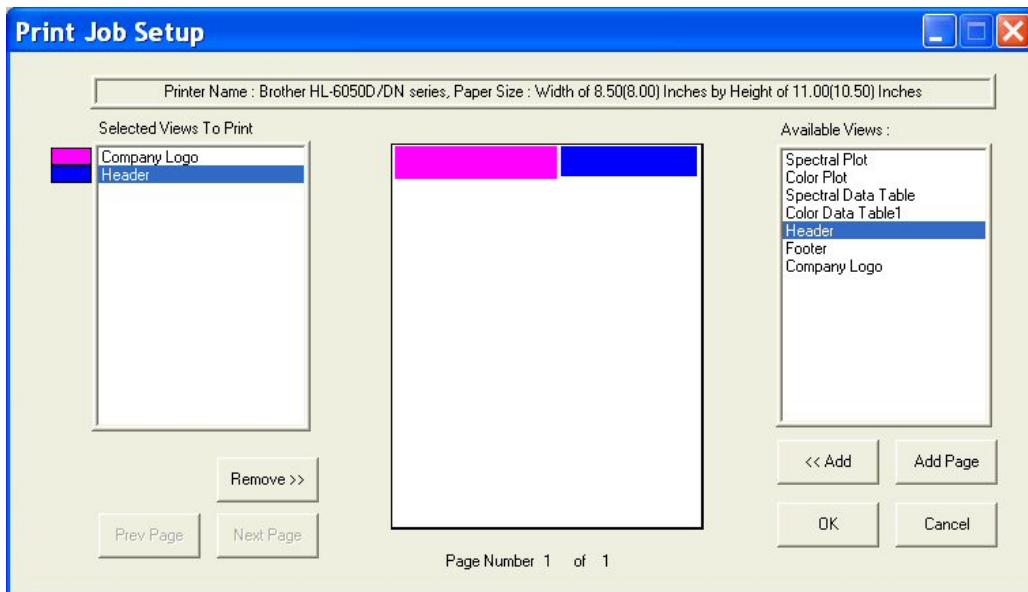 Print Job Setup
Printer Name : Brother HL-6050D/DN series, Paper Size : Width of 8.50(8.00) Inches by Height of 11.00(10.50) Inches
Selected Views To Print
Company Logo
Header
Available Views :
Spectral Plot
Color Plot
Spectral Data Table
Color Data Table1
Header
Footer
Company Logo
Remove >>
Prev Page
Next Page
<< Add
Add Page
OK
Cancel
Page Number 1 of 1